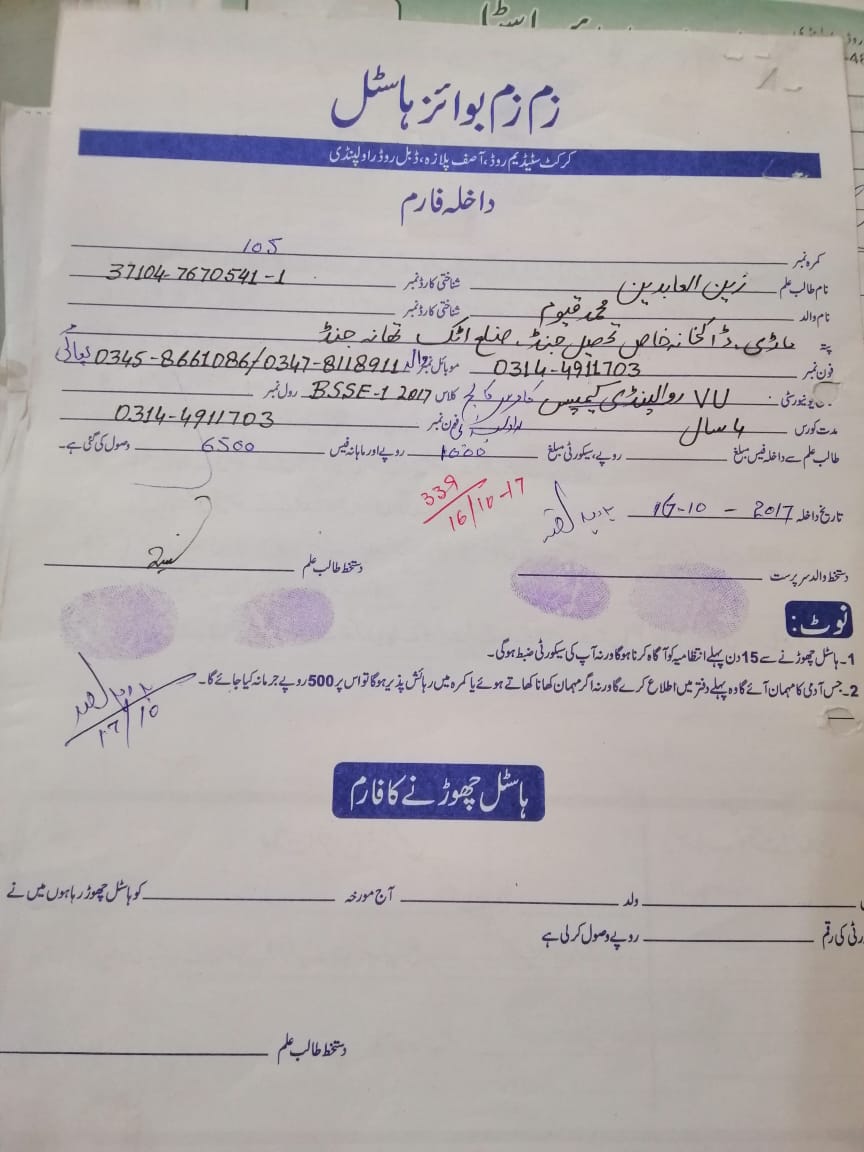 زم زم بوائز ہاسٹل
کرکٹ سٹیڈیم روڈ، آصف پلازہ، ڈبل روڈ راولپنڈی
داخلہ فارم
کمرہ نمبر 105
نام طالب علم زین العابدین شناختی کارڈ نمبر 37104-7670541-1
نام والد محمد قیوم شناختی کارڈ نمبر
پتہ ماڑی ڈاکخانہ خاص تحصیل جنڈ ضلع اٹک تھانہ جنڈ
فون نمبر 0314-4911703 موبائل نمبر والد 0345-8661086/0347-8118911 بھائی
یونیورسٹی VU راولپنڈی کیمپس کلاس BSSE-1 2017 رول نمبر
مدت کورس 4 سال فون نمبر 0314-4911703
طالب علم سے داخلہ فیس مبلغ روپے، سیکورٹی مبلغ 1000 روپے اور ماہانہ فیس 6500 وصول کی گئی ہے۔
339
16/10-17
تاریخ داخلہ 16-10-2017
دستخط والد سرپرست دستخط طالب علم
نوٹ:
1۔ ہاسٹل چھوڑنے سے 15 دن پہلے انتظامیہ کو آگاہ کرنا ہوگا ورنہ آپ کی سیکورٹی ضبط ہوگی۔
2۔ جس آدمی کا مہمان آئے گا وہ پہلے دفتر میں اطلاع کرے گا ورنہ اگر مہمان کھانا کھاتے ہوئے یا کمرہ میں رہائش پذیر ہوگا تو اس پر 500 روپے جرمانہ کیا جائے گا۔
17/10
ہاسٹل چھوڑنے کا فارم
ولد آج مورخہ کو ہاسٹل چھوڑ رہا ہوں میں نے
رٹی کی رقم روپے وصول کرلی ہے
دستخط طالب علم